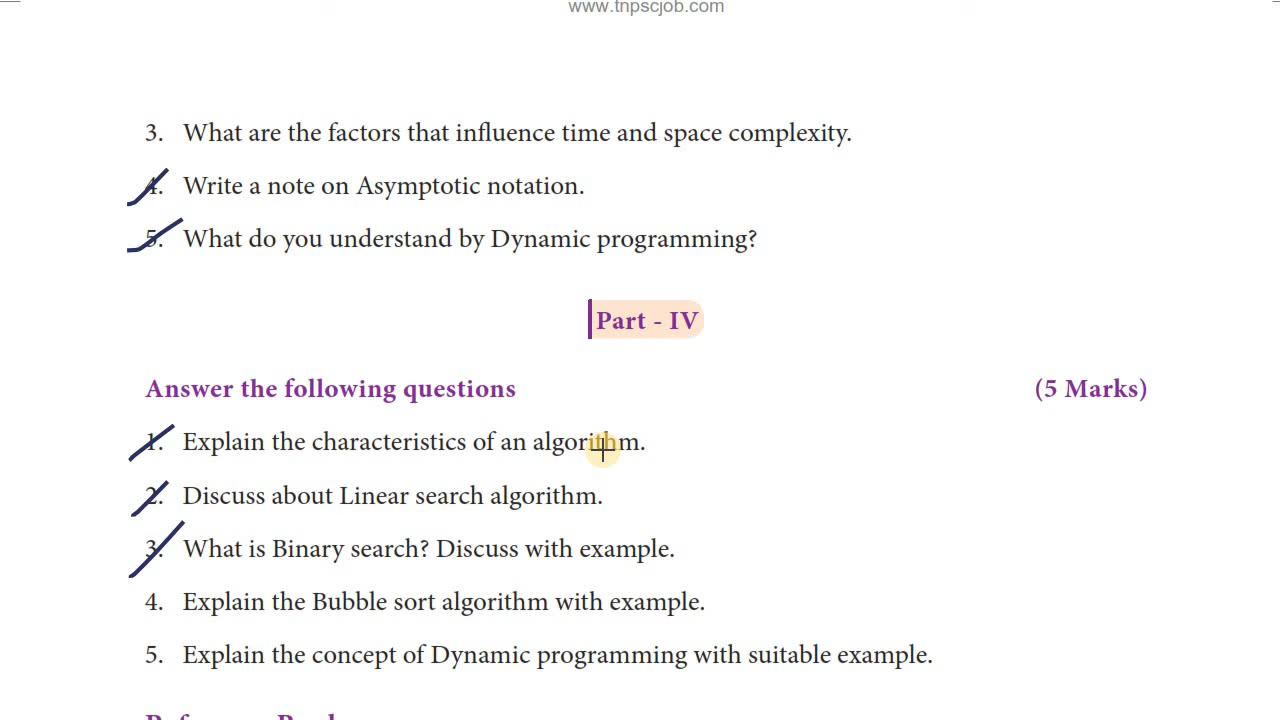 www.tnpscjob.com
3. What are the factors that influence time and space complexity.
4. Write a note on Asymptotic notation.
5. What do you understand by Dynamic programming?
Part - IV
Answer the following questions (5 Marks)
1. Explain the characteristics of an algorithm.
2. Discuss about Linear search algorithm.
3. What is Binary search? Discuss with example.
4. Explain the Bubble sort algorithm with example.
5. Explain the concept of Dynamic programming with suitable example.